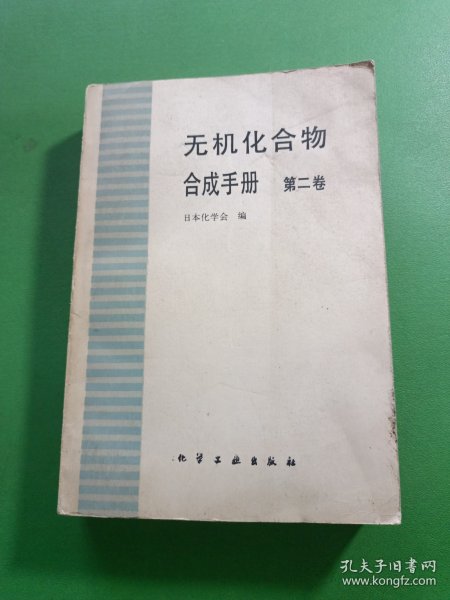 无机化合物
合成手册 第二卷
日本化学会 编
化学工业出版社
孔夫子旧书网
www.kongfz.com